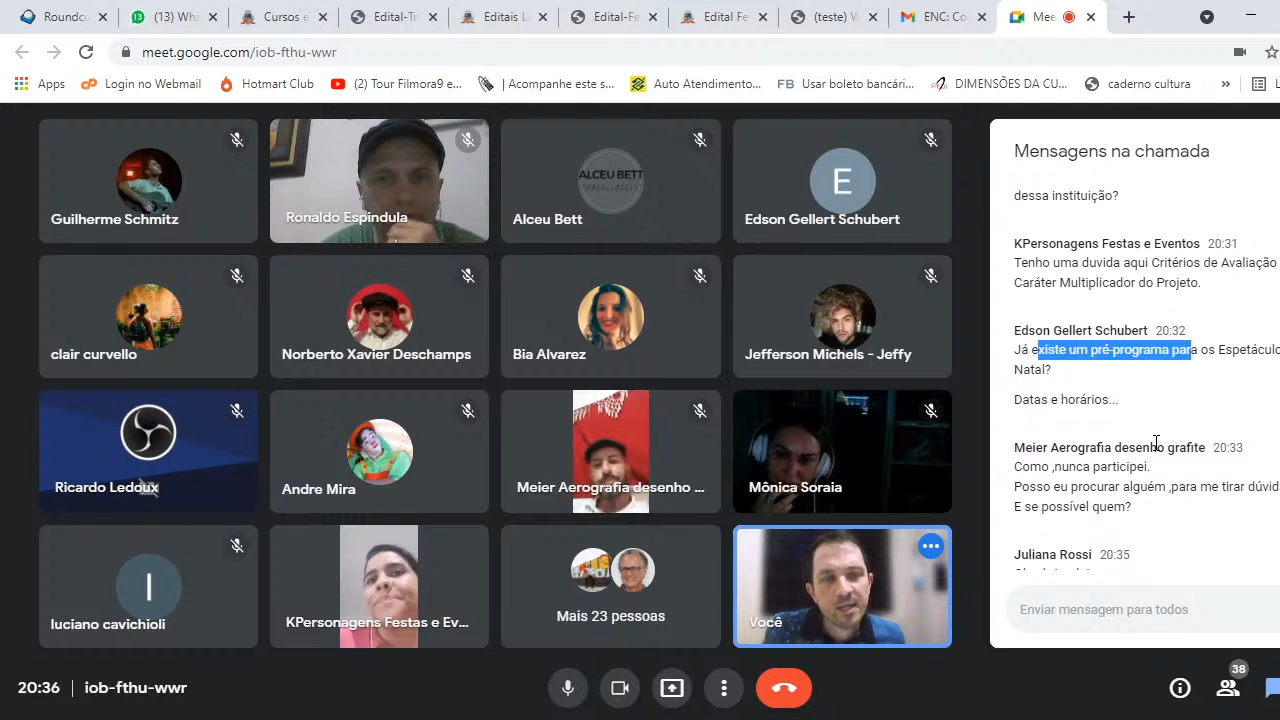 Roundcu
(13) Wha
Cursos e
Edital-Tr
Editais L
Edital-Fe
Edital Fe
(teste) W
ENC: Co
Mee
meet.google.com/iob-fthu-wwr
Apps
Login no Webmail
Hotmart Club
(2) Tour Filmora9 e...
| Acompanhe este s...
Auto Atendimento...
FB Usar boleto bancári...
DIMENSÕES DA CU...
caderno cultura
»
Guilherme Schmitz
Ronaldo Espindula
ALCEU BETT
Alceu Bett
E
Edson Gellert Schubert
clair curvello
Norberto Xavier Deschamps
Bia Alvarez
Jefferson Michels - Jeffy
Ricardo Ledoux
Andre Mira
Meier Aerografia desenho ...
Mônica Soraia
I
luciano cavichioli
KPersonagens Festas e Ev...
Mais 23 pessoas
Você
Mensagens na chamada
dessa instituição?
KPersonagens Festas e Eventos 20:31
Tenho uma duvida aqui Critérios de Avaliação
Caráter Multiplicador do Projeto.
Edson Gellert Schubert 20:32
Já existe um pré-programa para os Espetáculo
Natal?
Datas e horários...
Meier Aerografia desenho grafite 20:33
Como ,nunca participei.
Posso eu procurar alguém ,para me tirar dúvid
E se possível quem?
Juliana Rossi 20:35
Enviar mensagem para todos
20:36 | iob-fthu-wwr
38